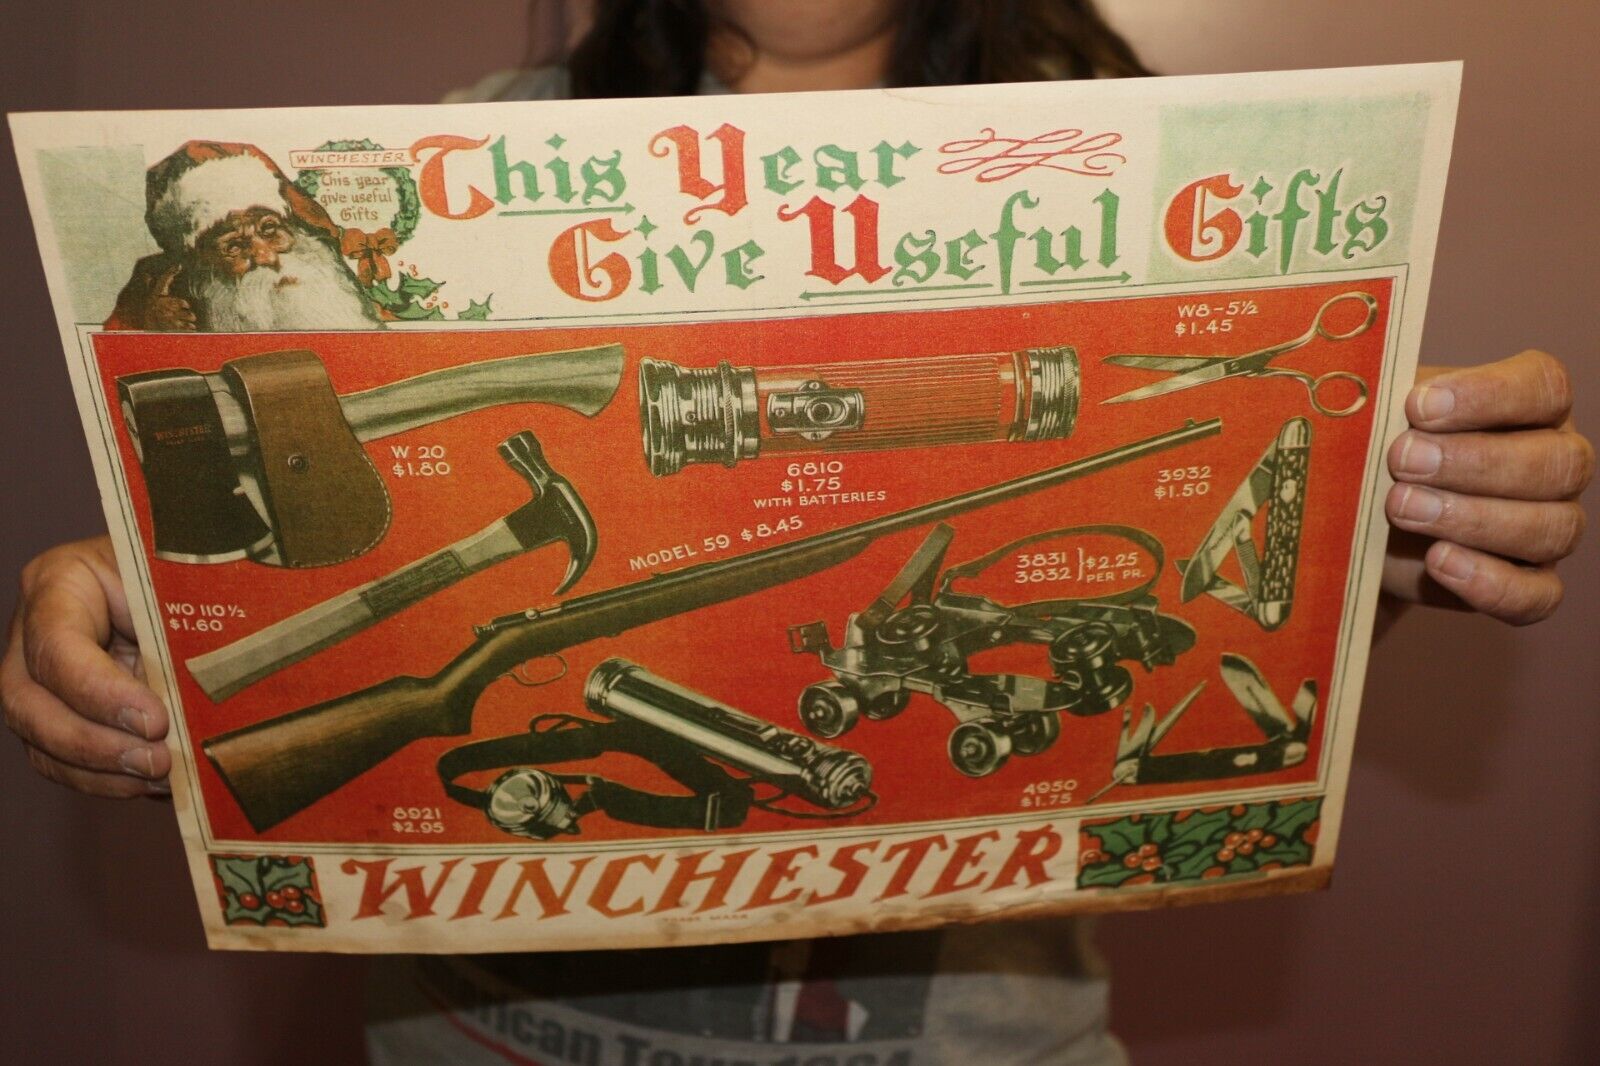 WINCHESTER
This year
give useful
Gifts
This Year
Give Useful Gifts
W8-5½
$1.45
W 20
$1.80
6810
$1.75
WITH BATTERIES
3932
$1.50
MODEL 59 $8.45
3831 } $2.25
3832 } PER PR.
WO 110½
$1.60
8921
$2.95
4950
$1.75
WINCHESTER
TRADE MARK